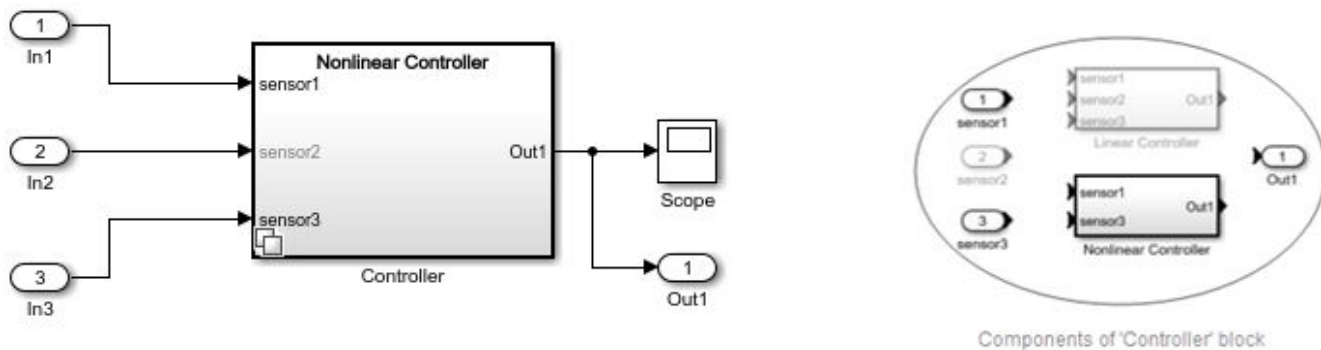 1
In1
2
In2
3
In3
Nonlinear Controller
sensor1
sensor2
sensor3
Out1
Controller
Scope
1
Out1
1
sensor1
2
sensor2
3
sensor3
sensor1
sensor2
sensor3
Out1
Linear Controller
sensor1
sensor3
Out1
Nonlinear Controller
1
Out1
Components of 'Controller' block